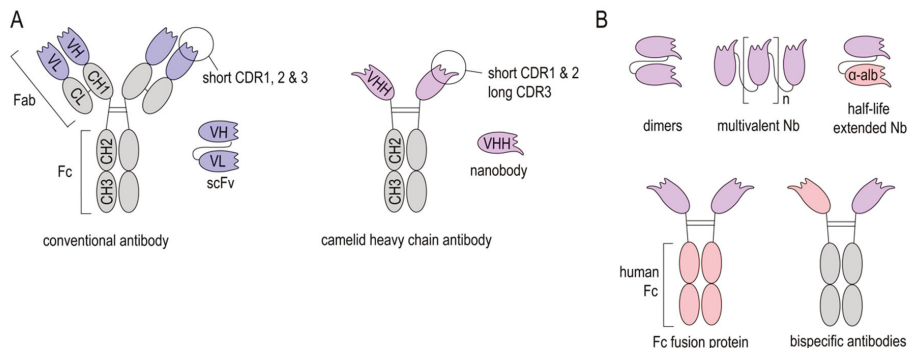 A
VL
VH
CL
CH1
Fab
short CDR1, 2 & 3
Fc
CH2
CH3
VH
VL
scFv
conventional antibody
VHH
short CDR1 & 2
long CDR3
CH2
CH3
VHH
nanobody
camelid heavy chain antibody
B
n
α-alb
dimers
multivalent Nb
half-life
extended Nb
human
Fc
Fc fusion protein
bispecific antibodies